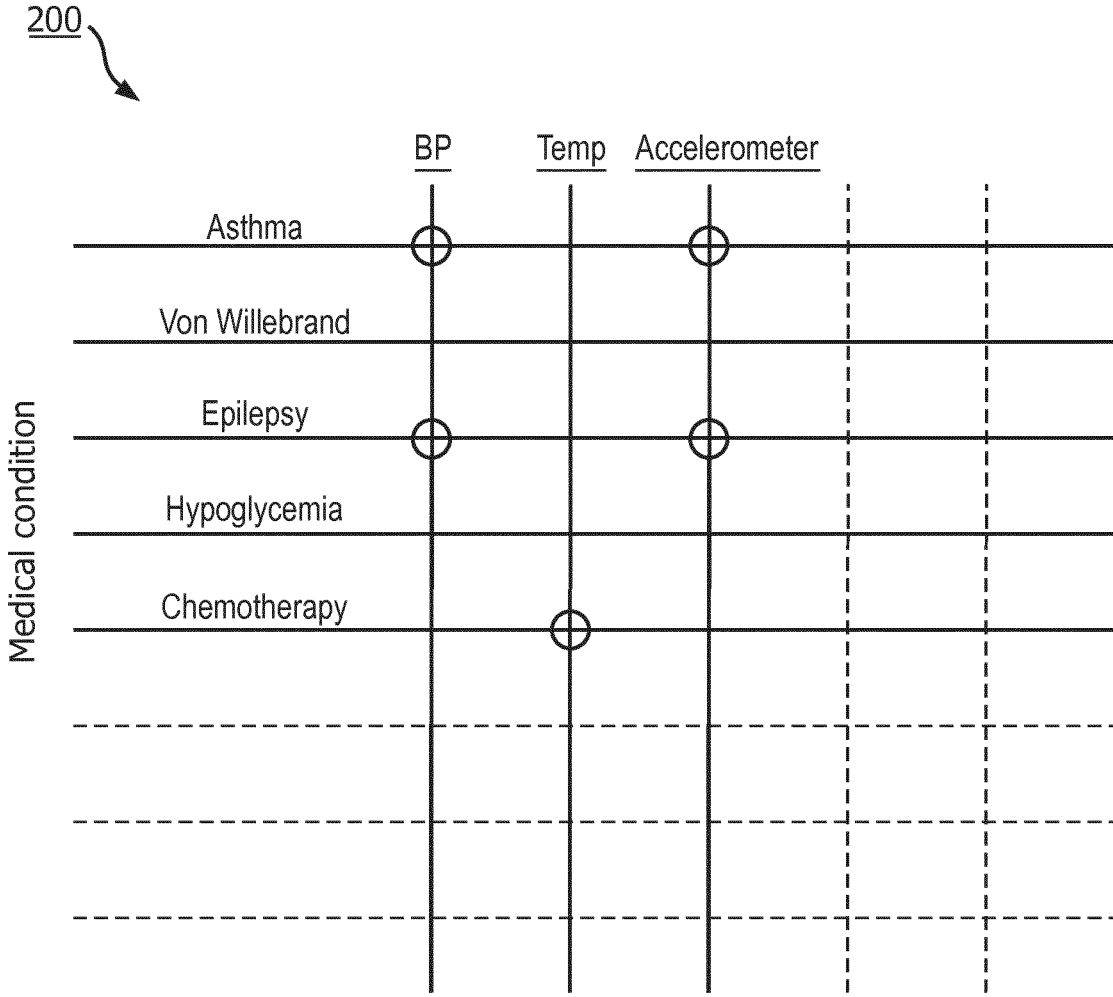 200
BP Temp Accelerometer
Asthma
Von Willebrand
Epilepsy
Hypoglycemia
Chemotherapy
Medical condition